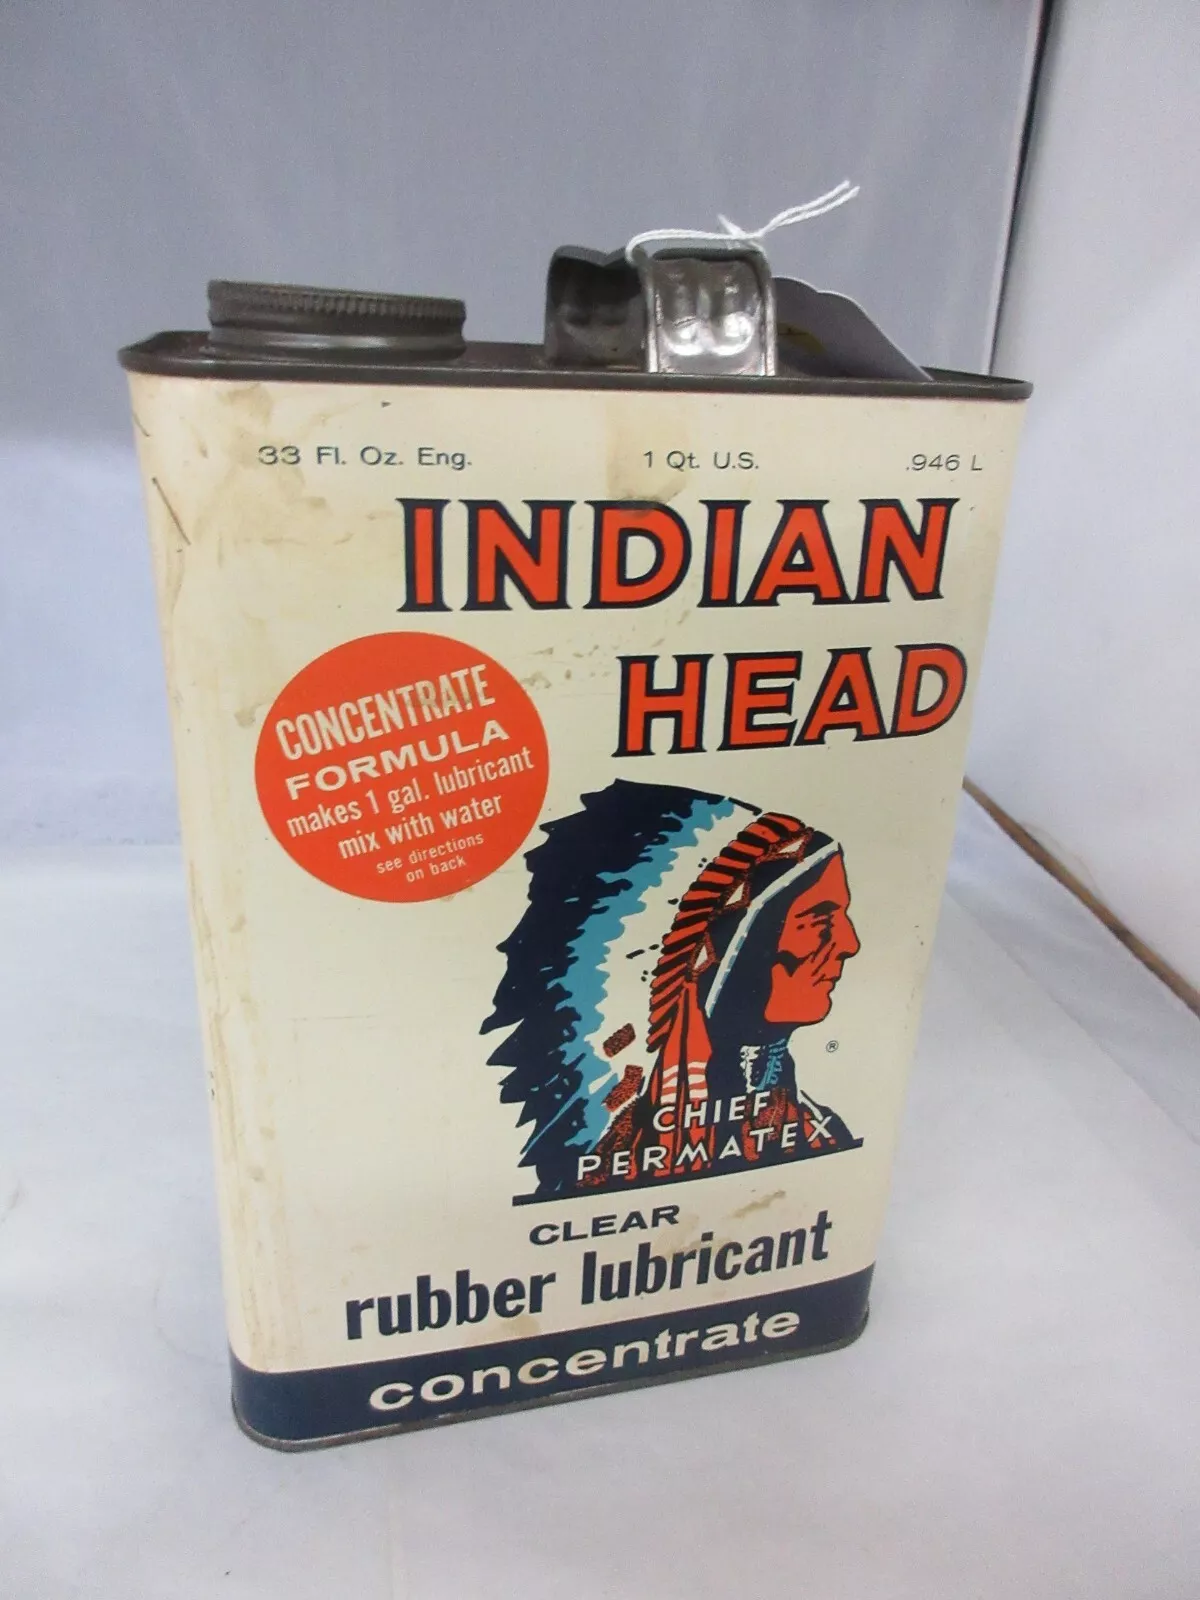 33 Fl. Oz. Eng. 1 Qt. U.S. .946 L
INDIAN
HEAD
CONCENTRATE
FORMULA
makes 1 gal. lubricant
mix with water
see directions
on back
®
CHIEF
PERMATEX
CLEAR
rubber lubricant
concentrate